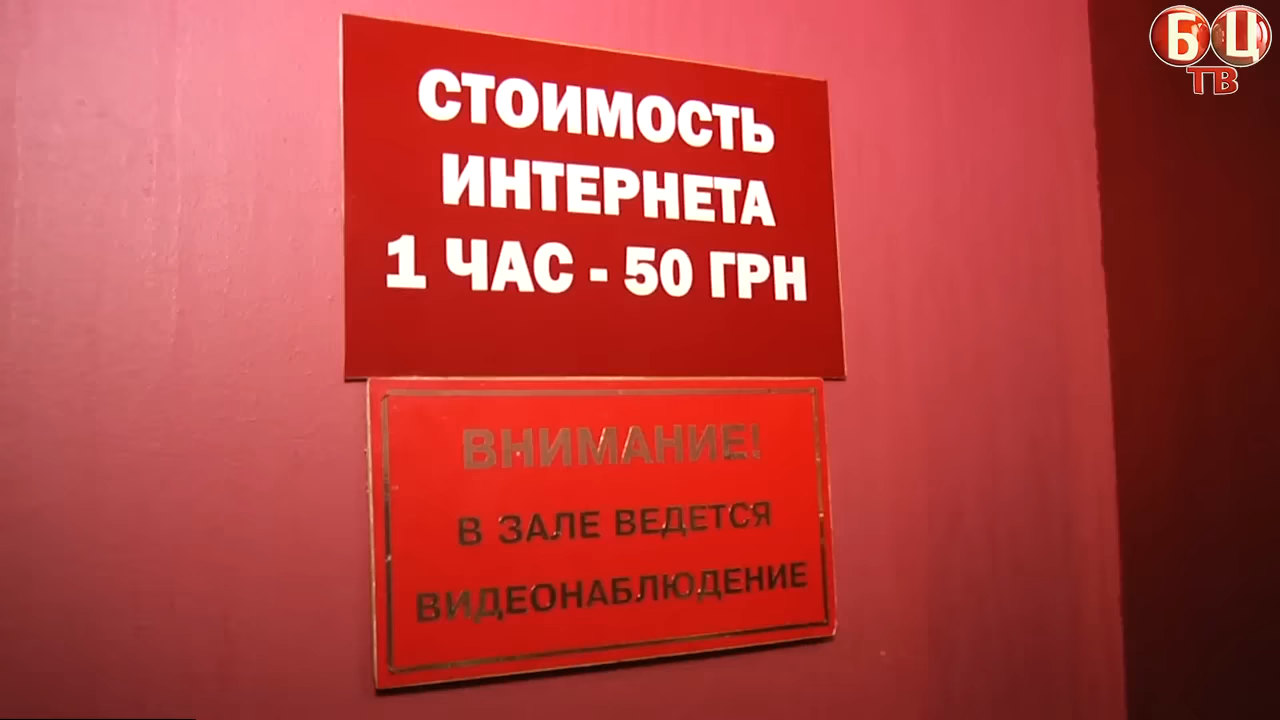 БЦ
ТВ
СТОИМОСТЬ
ИНТЕРНЕТА
1 ЧАС - 50 ГРН
ВНИМАНИЕ!
В ЗАЛЕ ВЕДЕТСЯ
ВИДЕОНАБЛЮДЕНИЕ